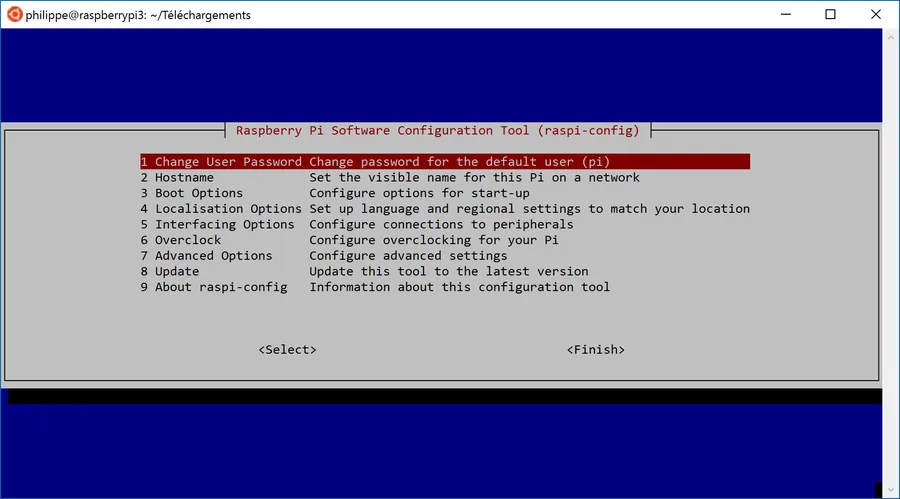 philippe@raspberrypi3: ~/Téléchargements
Raspberry Pi Software Configuration Tool (raspi-config)
1 Change User Password Change password for the default user (pi)
2 Hostname Set the visible name for this Pi on a network
3 Boot Options Configure options for start-up
4 Localisation Options Set up language and regional settings to match your location
5 Interfacing Options Configure connections to peripherals
6 Overclock Configure overclocking for your Pi
7 Advanced Options Configure advanced settings
8 Update Update this tool to the latest version
9 About raspi-config Information about this configuration tool
<Select> <Finish>